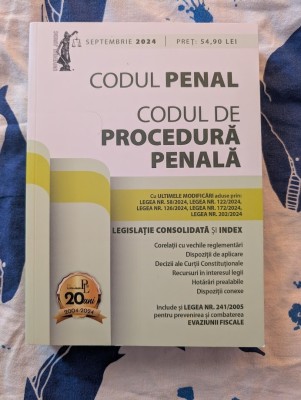 SEPTEMBRIE 2024 | PREȚ: 54,90 LEI
CODUL PENAL
CODUL DE
PROCEDURĂ
PENALĂ
Cu ULTIMELE MODIFICĂRI aduse prin:
LEGEA NR. 58/2024, LEGEA NR. 122/2024,
LEGEA NR. 126/2024, LEGEA NR. 172/2024,
LEGEA NR. 202/2024
LEGISLAȚIE CONSOLIDATĂ ȘI INDEX
Corelații cu vechile reglementări
Dispoziții de aplicare
Decizii ale Curții Constituționale
Recursuri în interesul legii
Hotărâri prealabile
Dispoziții conexe
20 ani
2004-2024
Include și LEGEA NR. 241/2005
pentru prevenirea și combaterea
EVAZIUNII FISCALE